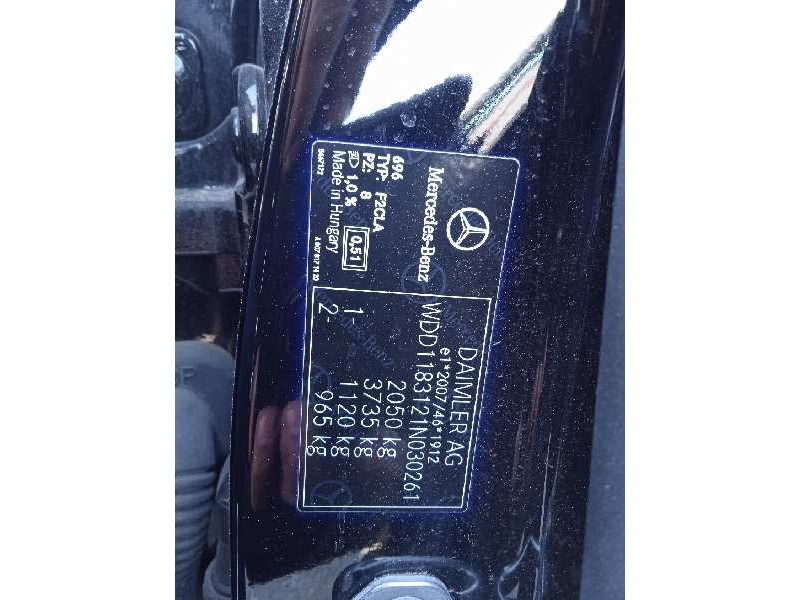 Mercedes-Benz
696
TYP: F2CLA
PZ: 8
1,0 % 0,51
Made in Hungary
DAIMLER AG
e1*2007/46*1912
WDD1183121N030261
2050 kg
3735 kg
1- 1120 kg
2- 965 kg